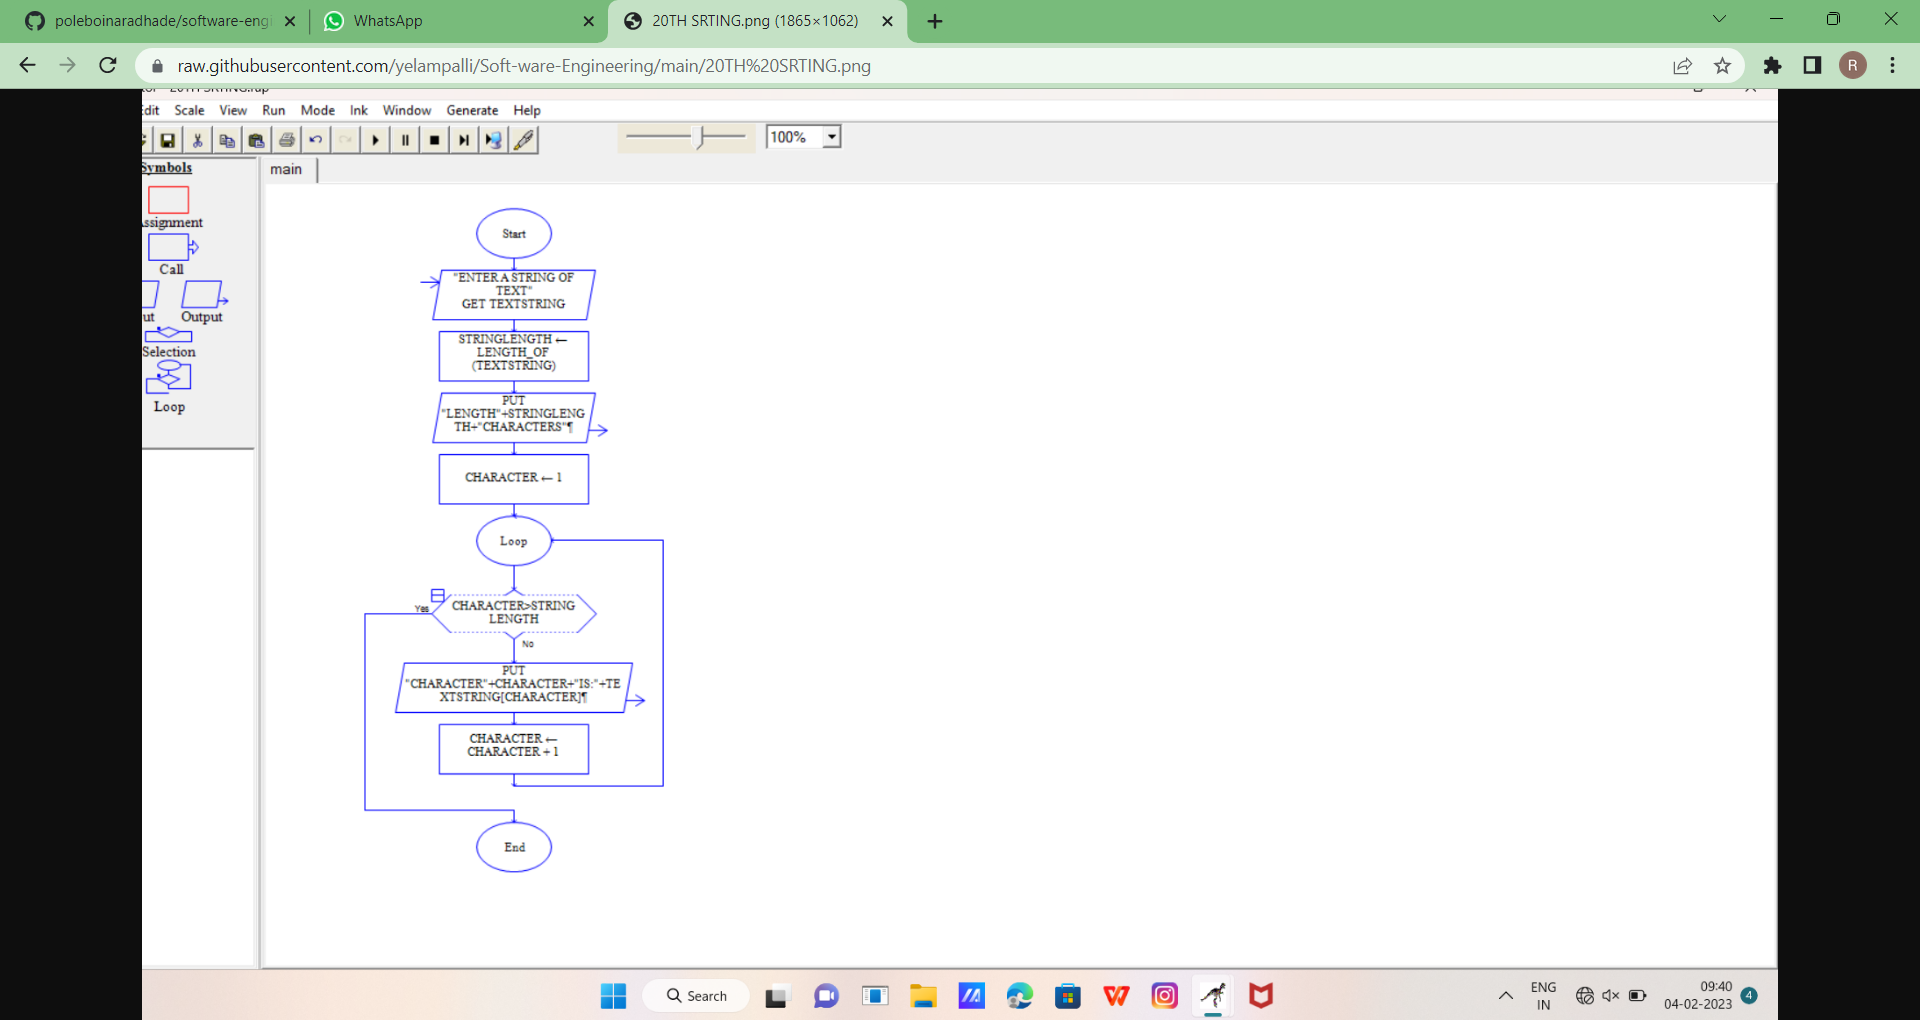 poleboinaradhade/software-engi
WhatsApp
20TH SRTING.png (1865×1062)
raw.githubusercontent.com/yelampalli/Soft-ware-Engineering/main/20TH%20SRTING.png
R
dit Scale View Run Mode Ink Window Generate Help
100%
Symbols
main
ssignment
Call
ut Output
Selection
Loop
Start
"ENTER A STRING OF
TEXT"
GET TEXTSTRING
STRINGLENGTH ←
LENGTH_OF
(TEXTSTRING)
PUT
"LENGTH"+STRINGLENG
TH+"CHARACTERS"¶
CHARACTER ← 1
Loop
Yes
CHARACTER>STRING
LENGTH
No
PUT
"CHARACTER"+CHARACTER+"IS:"+TE
XTSTRING[CHARACTER]¶
CHARACTER ←
CHARACTER + 1
End
Search
ENG
IN
09:40
04-02-2023
4